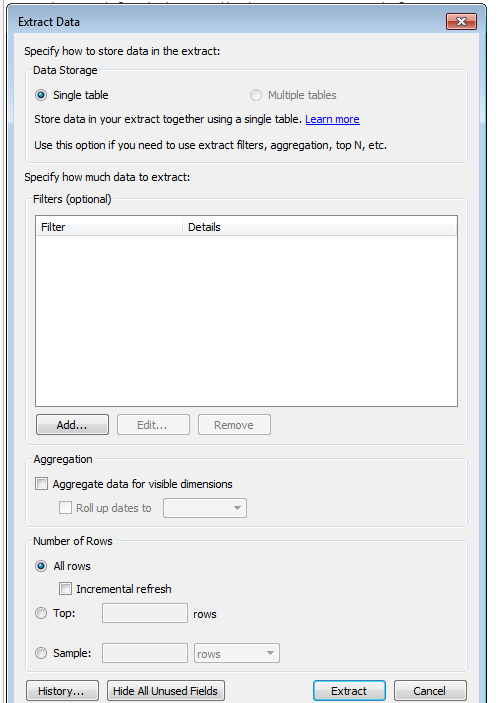 Extract Data
Specify how to store data in the extract:
Data Storage
Single table Multiple tables
Store data in your extract together using a single table. Learn more
Use this option if you need to use extract filters, aggregation, top N, etc.
Specify how much data to extract:
Filters (optional)
Filter Details
Add... Edit... Remove
Aggregation
Aggregate data for visible dimensions
Roll up dates to
Number of Rows
All rows
Incremental refresh
Top: rows
Sample: rows
History... Hide All Unused Fields Extract Cancel